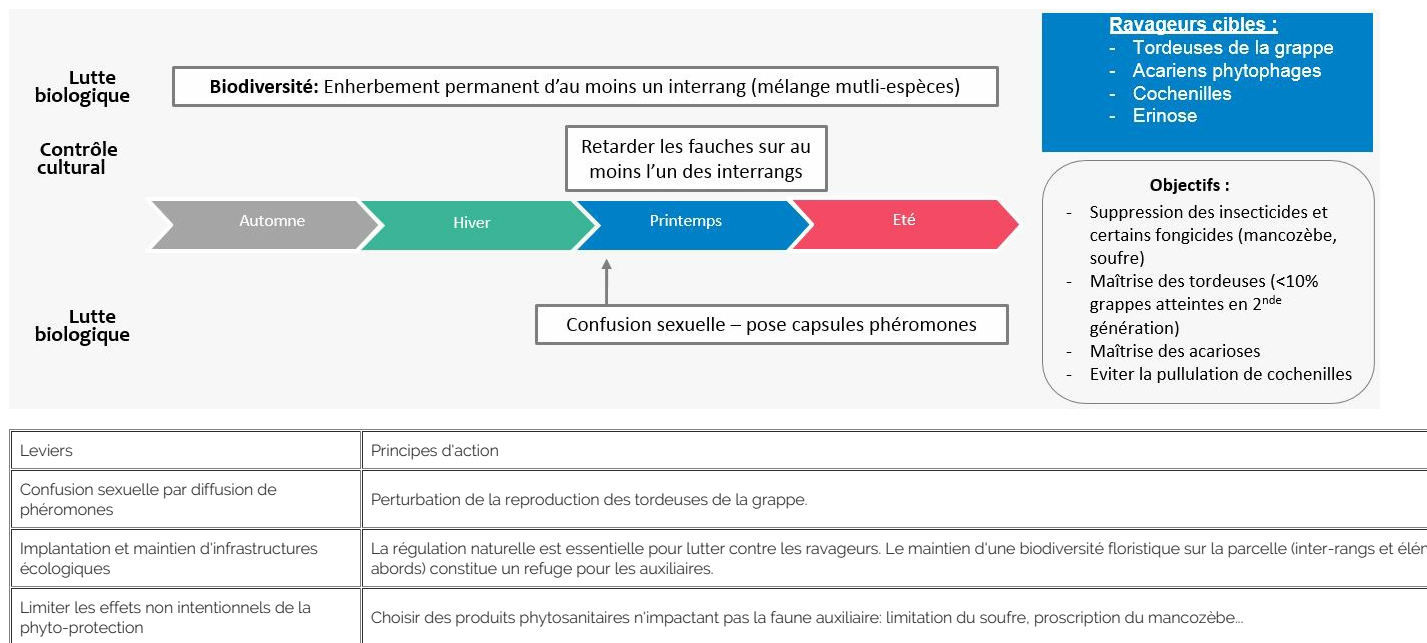 Lutte
biologique
Biodiversité: Enherbement permanent d'au moins un interrang (mélange mutli-espèces)
Contrôle
cultural
Retarder les fauches sur au
moins l'un des interrangs
Automne
Hiver
Printemps
Eté
Lutte
biologique
Confusion sexuelle – pose capsules phéromones
Ravageurs cibles :
- Tordeuses de la grappe
- Acariens phytophages
- Cochenilles
- Erinose
Objectifs :
- Suppression des insecticides et
certains fongicides (mancozèbe,
soufre)
- Maîtrise des tordeuses (<10%
grappes atteintes en 2nde
génération)
- Maîtrise des acarioses
- Eviter la pullulation de cochenilles
Leviers
Principes d'action
Confusion sexuelle par diffusion de
phéromones
Perturbation de la reproduction des tordeuses de la grappe.
Implantation et maintien d'infrastructures
écologiques
La régulation naturelle est essentielle pour lutter contre les ravageurs. Le maintien d'une biodiversité floristique sur la parcelle (inter-rangs et
abords) constitue un refuge pour les auxiliaires.
Limiter les effets non intentionnels de la
phyto-protection
Choisir des produits phytosanitaires n'impactant pas la faune auxiliaire: limitation du soufre, proscription du mancozèbe...